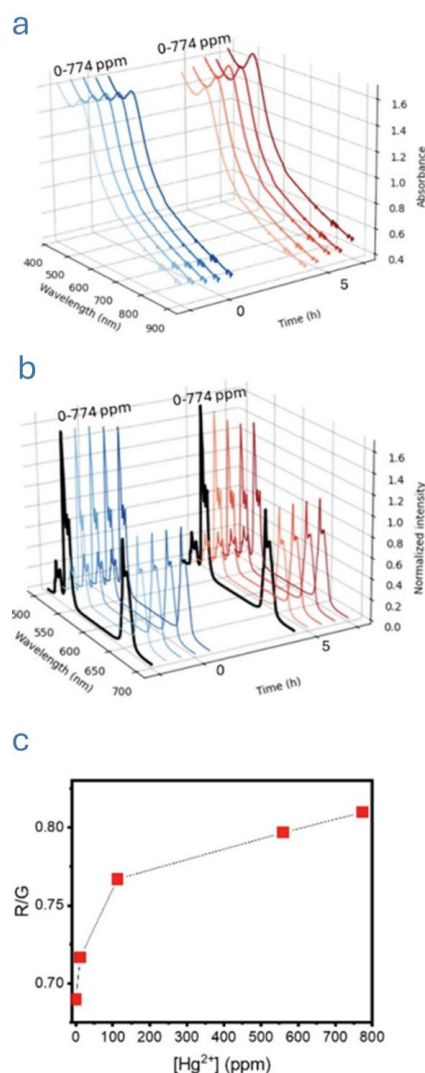 a
0-774 ppm
0-774 ppm
1.6
1.4
1.2
1.0
0.8
0.6
0.4
Absorbance
400
500
600
700
800
900
Wavelength (nm)
0
5
Time (h)
b
0-774 ppm
0-774 ppm
1.6
1.4
1.2
1.0
0.8
0.6
0.4
0.2
0.0
Normalized intensity
500
550
600
650
700
Wavelength (nm)
0
5
Time (h)
c
0.80
0.75
0.70
R/G
0 100 200 300 400 500 600 700 800
[Hg²⁺] (ppm)